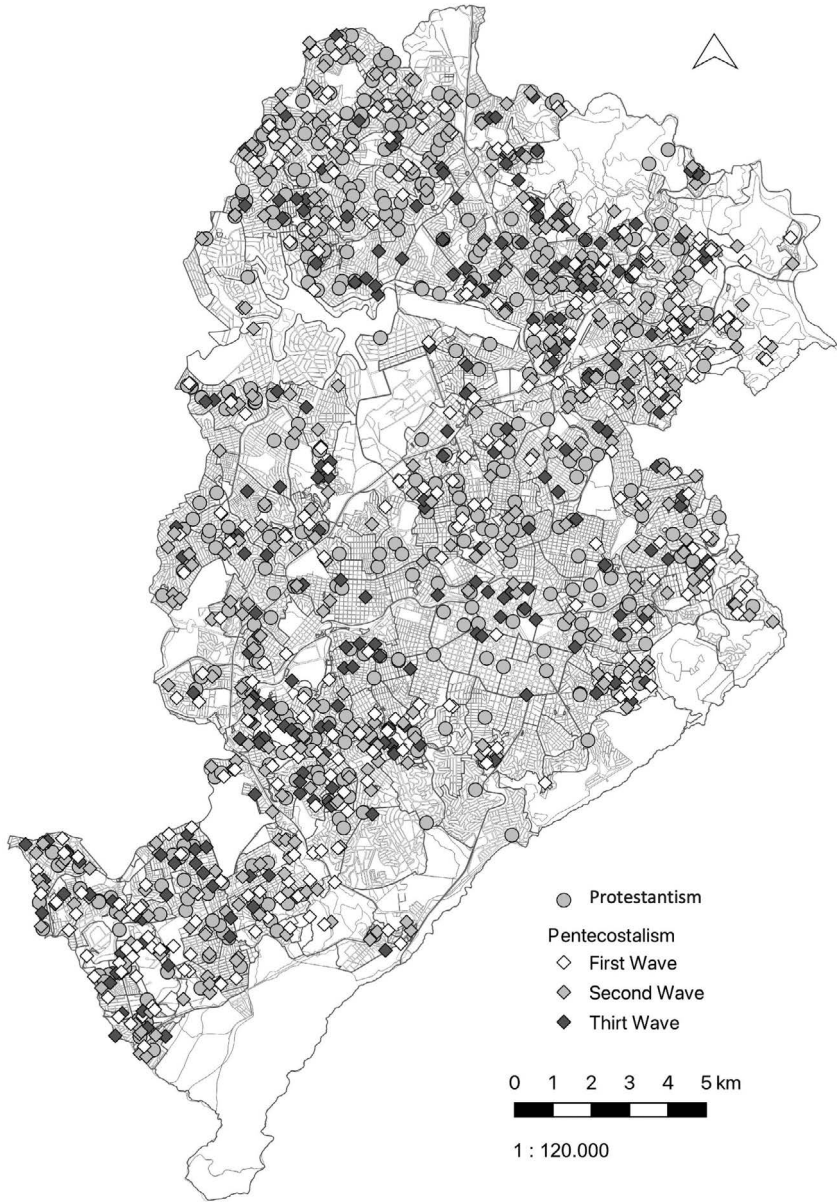 Protestantism
Pentecostalism
First Wave
Second Wave
Thirt Wave
0 1 2 3 4 5 km
1 : 120.000